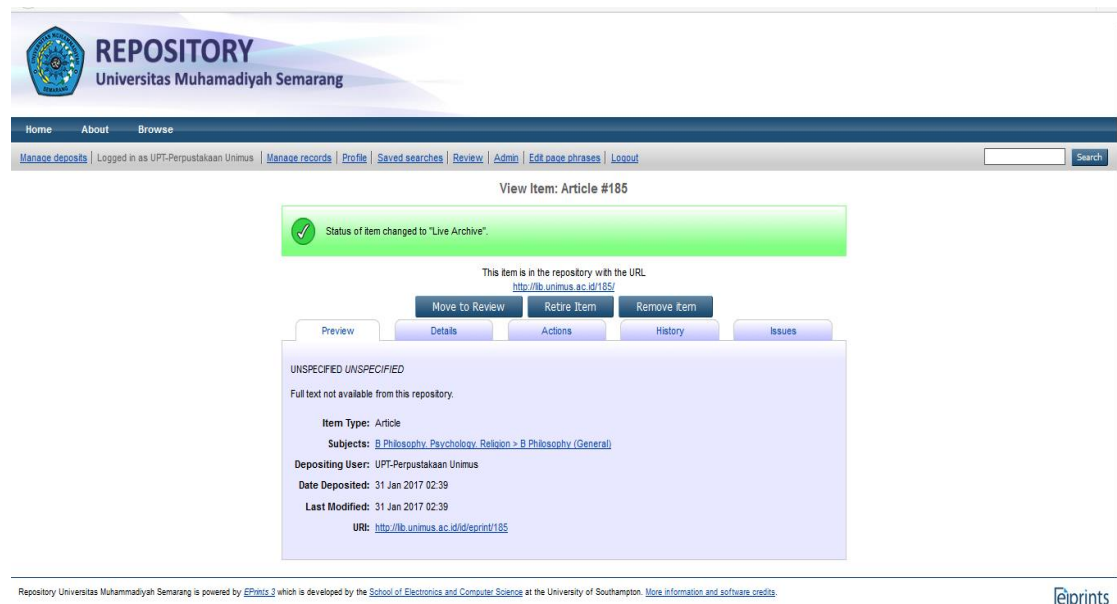 REPOSITORY
Universitas Muhamadiyah Semarang
SEMARANG
Home About Browse
Manage deposits | Logged in as UPT-Perpustakaan Unimus | Manage records | Profile | Saved searches | Review | Admin | Edit page phrases | Logout Search
View Item: Article #185
Status of item changed to "Live Archive".
This item is in the repository with the URL
http://lib.unimus.ac.id/185/
Move to Review Retire Item Remove item
Preview Details Actions History Issues
UNSPECIFIED UNSPECIFIED
Full text not available from this repository.
Item Type: Article
Subjects: B Philosophy. Psychology. Religion > B Philosophy (General)
Depositing User: UPT-Perpustakaan Unimus
Date Deposited: 31 Jan 2017 02:39
Last Modified: 31 Jan 2017 02:39
URI: http://lib.unimus.ac.id/id/eprint/185
Repository Universitas Muhammadiyah Semarang is powered by EPrints 3 which is developed by the School of Electronics and Computer Science at the University of Southampton. More information and software credits.
eprints